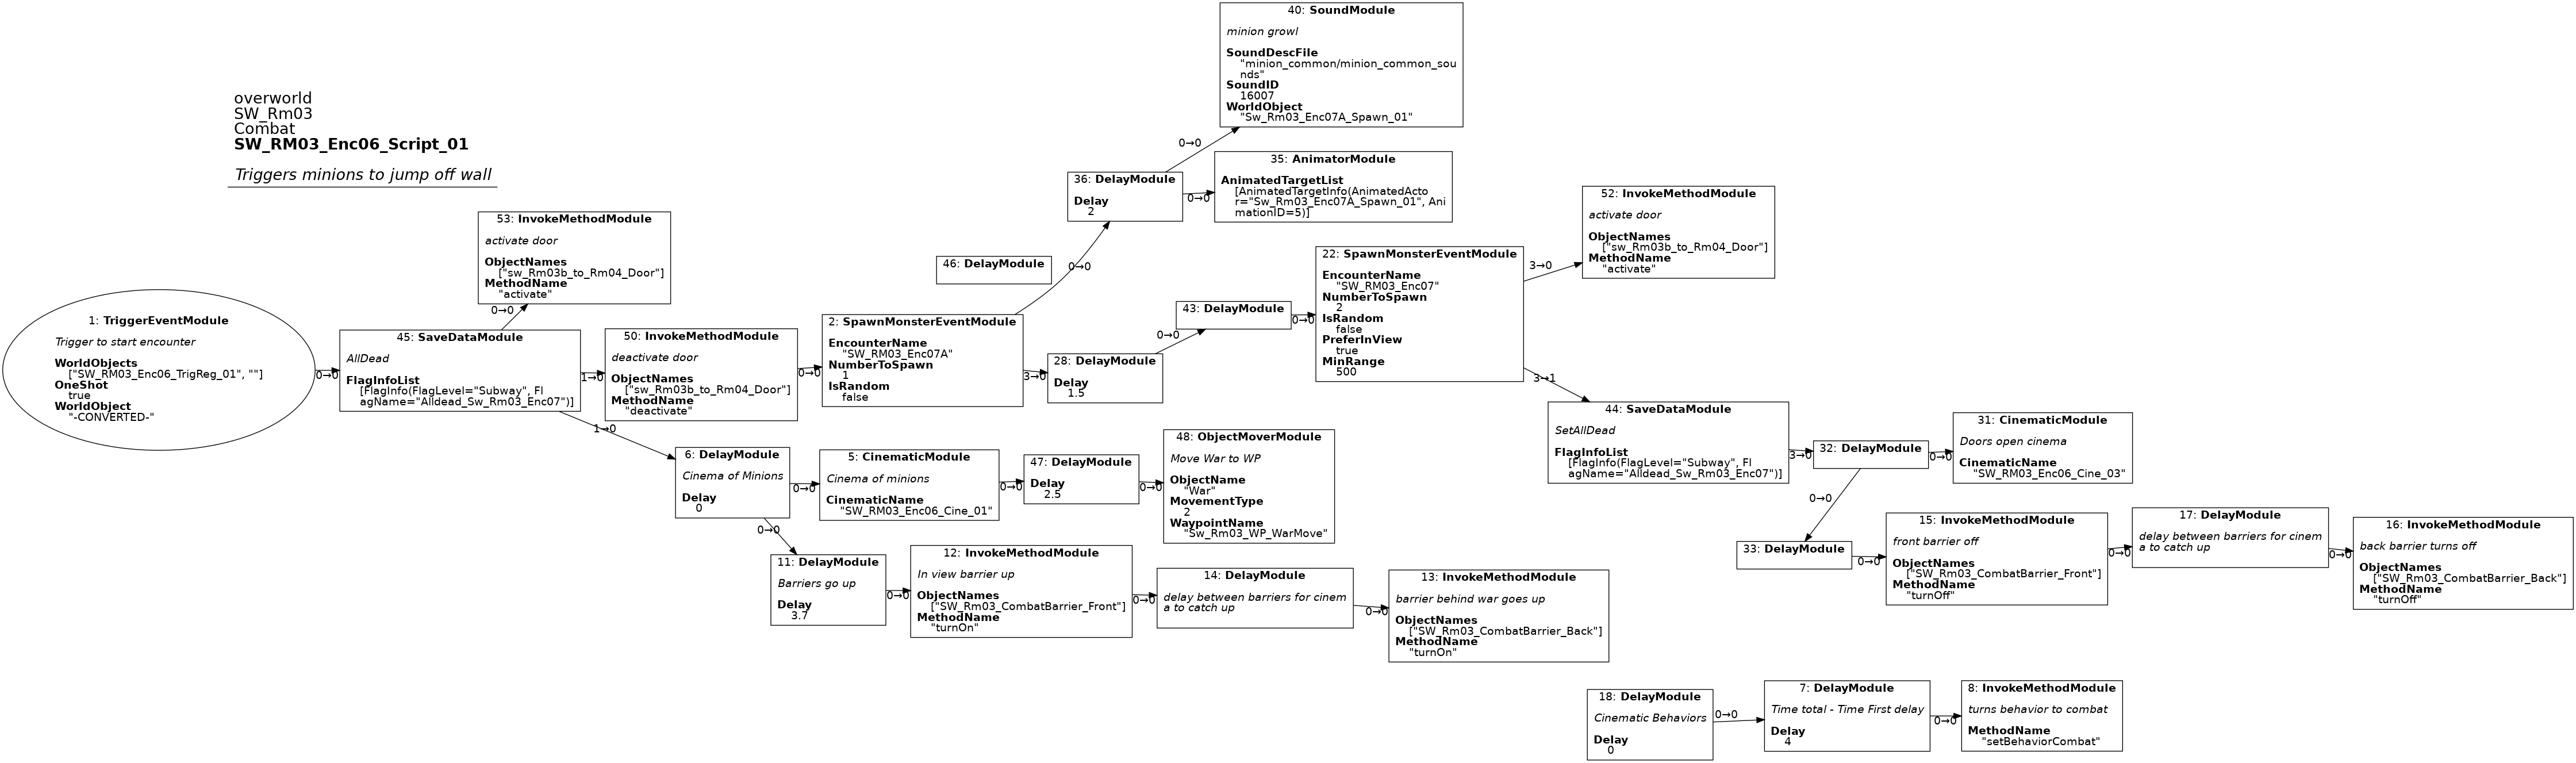 overworld
SW_Rm03
Combat
SW_RM03_Enc06_Script_01
Triggers minions to jump off wall
1: TriggerEventModule
Trigger to start encounter
WorldObjects
["SW_RM03_Enc06_TrigReg_01", ""]
OneShot
true
WorldObject
"-CONVERTED-"
0→0
53: InvokeMethodModule
activate door
ObjectNames
["sw_Rm03b_to_Rm04_Door"]
MethodName
"activate"
0→0
45: SaveDataModule
AllDead
FlagInfoList
[FlagInfo(FlagLevel="Subway", Fl
agName="Alldead_Sw_Rm03_Enc07")]
1→0
1→0
50: InvokeMethodModule
deactivate door
ObjectNames
["sw_Rm03b_to_Rm04_Door"]
MethodName
"deactivate"
0→0
2: SpawnMonsterEventModule
EncounterName
"SW_RM03_Enc07A"
NumberToSpawn
1
IsRandom
false
0→0
3→0
46: DelayModule
36: DelayModule
Delay
2
0→0
0→0
40: SoundModule
minion growl
SoundDescFile
"minion_common/minion_common_sou
nds"
SoundID
16007
WorldObject
"Sw_Rm03_Enc07A_Spawn_01"
35: AnimatorModule
AnimatedTargetList
[AnimatedTargetInfo(AnimatedActo
r="Sw_Rm03_Enc07A_Spawn_01", Ani
mationID=5)]
28: DelayModule
Delay
1.5
0→0
43: DelayModule
0→0
22: SpawnMonsterEventModule
EncounterName
"SW_RM03_Enc07"
NumberToSpawn
2
IsRandom
false
PreferInView
true
MinRange
500
3→0
3→1
52: InvokeMethodModule
activate door
ObjectNames
["sw_Rm03b_to_Rm04_Door"]
MethodName
"activate"
44: SaveDataModule
SetAllDead
FlagInfoList
[FlagInfo(FlagLevel="Subway", Fl
agName="Alldead_Sw_Rm03_Enc07")]
3→0
32: DelayModule
0→0
0→0
31: CinematicModule
Doors open cinema
CinematicName
"SW_RM03_Enc06_Cine_03"
33: DelayModule
0→0
15: InvokeMethodModule
front barrier off
ObjectNames
["SW_Rm03_CombatBarrier_Front"]
MethodName
"turnOff"
0→0
17: DelayModule
delay between barriers for cinem
a to catch up
0→0
16: InvokeMethodModule
back barrier turns off
ObjectNames
["SW_Rm03_CombatBarrier_Back"]
MethodName
"turnOff"
6: DelayModule
Cinema of Minions
Delay
0
0→0
0→0
5: CinematicModule
Cinema of minions
CinematicName
"SW_RM03_Enc06_Cine_01"
0→0
47: DelayModule
Delay
2.5
0→0
48: ObjectMoverModule
Move War to WP
ObjectName
"War"
MovementType
2
WaypointName
"Sw_Rm03_WP_WarMove"
11: DelayModule
Barriers go up
Delay
3.7
0→0
12: InvokeMethodModule
In view barrier up
ObjectNames
["SW_Rm03_CombatBarrier_Front"]
MethodName
"turnOn"
0→0
14: DelayModule
delay between barriers for cinem
a to catch up
0→0
13: InvokeMethodModule
barrier behind war goes up
ObjectNames
["SW_Rm03_CombatBarrier_Back"]
MethodName
"turnOn"
18: DelayModule
Cinematic Behaviors
Delay
0
0→0
7: DelayModule
Time total - Time First delay
Delay
4
0→0
8: InvokeMethodModule
turns behavior to combat
MethodName
"setBehaviorCombat"